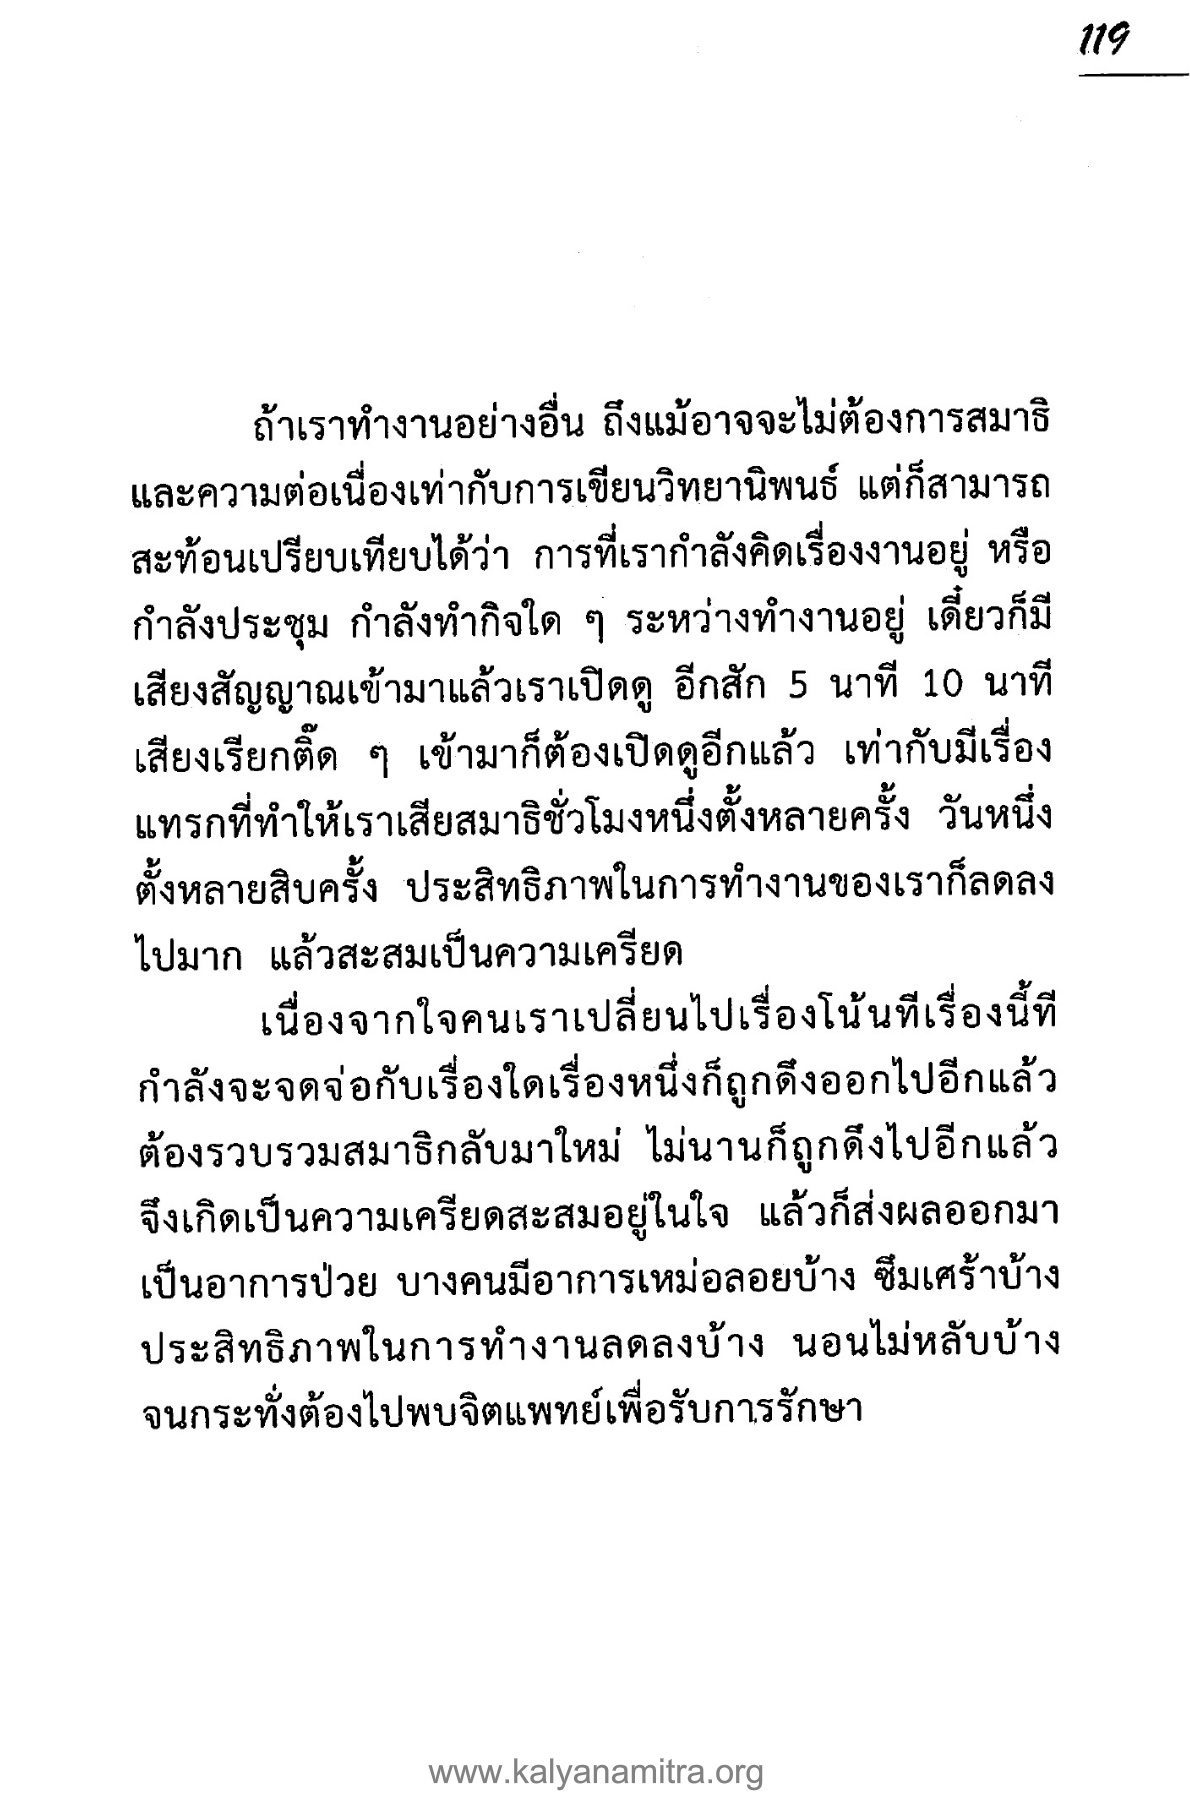 119
ถ้าเราทำงานอย่างอื่น ถึงแม้อาจจะไม่ต้องการสมาธิ
และความต่อเนื่องเท่ากับการเขียนวิทยานิพนธ์ แต่ก็สามารถ
สะท้อนเปรียบเทียบได้ว่า การที่เรากำลังคิดเรื่องงานอยู่ หรือ
กำลังประชุม กำลังทำกิจใด ๆ ระหว่างทำงานอยู่ เดี๋ยวก็มี
เสียงสัญญาณเข้ามาแล้วเราเปิดดู อีกสัก 5 นาที 10 นาที
เสียงเรียกติ๊ด ๆ เข้ามาก็ต้องเปิดดูอีกแล้ว เท่ากับมีเรื่อง
แทรกที่ทำให้เราเสียสมาธิชั่วโมงหนึ่งตั้งหลายครั้ง วันหนึ่ง
ตั้งหลายสิบครั้ง ประสิทธิภาพในการทำงานของเราก็ลดลง
ไปมาก แล้วสะสมเป็นความเครียด
เนื่องจากใจคนเราเปลี่ยนไปเรื่องโน้นทีเรื่องนี้ที
กำลังจะจดจ่อกับเรื่องใดเรื่องหนึ่งก็ถูกดึงออกไปอีกแล้ว
ต้องรวบรวมสมาธิกลับมาใหม่ ไม่นานก็ถูกดึงไปอีกแล้ว
จึงเกิดเป็นความเครียดสะสมอยู่ในใจ แล้วก็ส่งผลออกมา
เป็นอาการป่วย บางคนมีอาการเหม่อลอยบ้าง ซึมเศร้าบ้าง
ประสิทธิภาพในการทำงานลดลงบ้าง นอนไม่หลับบ้าง
จนกระทั่งต้องไปพบจิตแพทย์เพื่อรับการรักษา
www.kalyanamitra.org